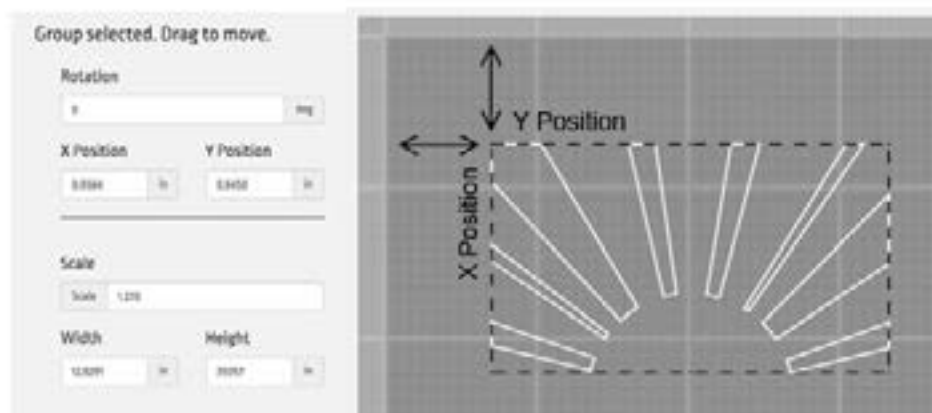 Group selected. Drag to move.
Rotation
0 deg
X Position Y Position
in in
Scale
Scale
Width Height
in in
Y Position
X Position